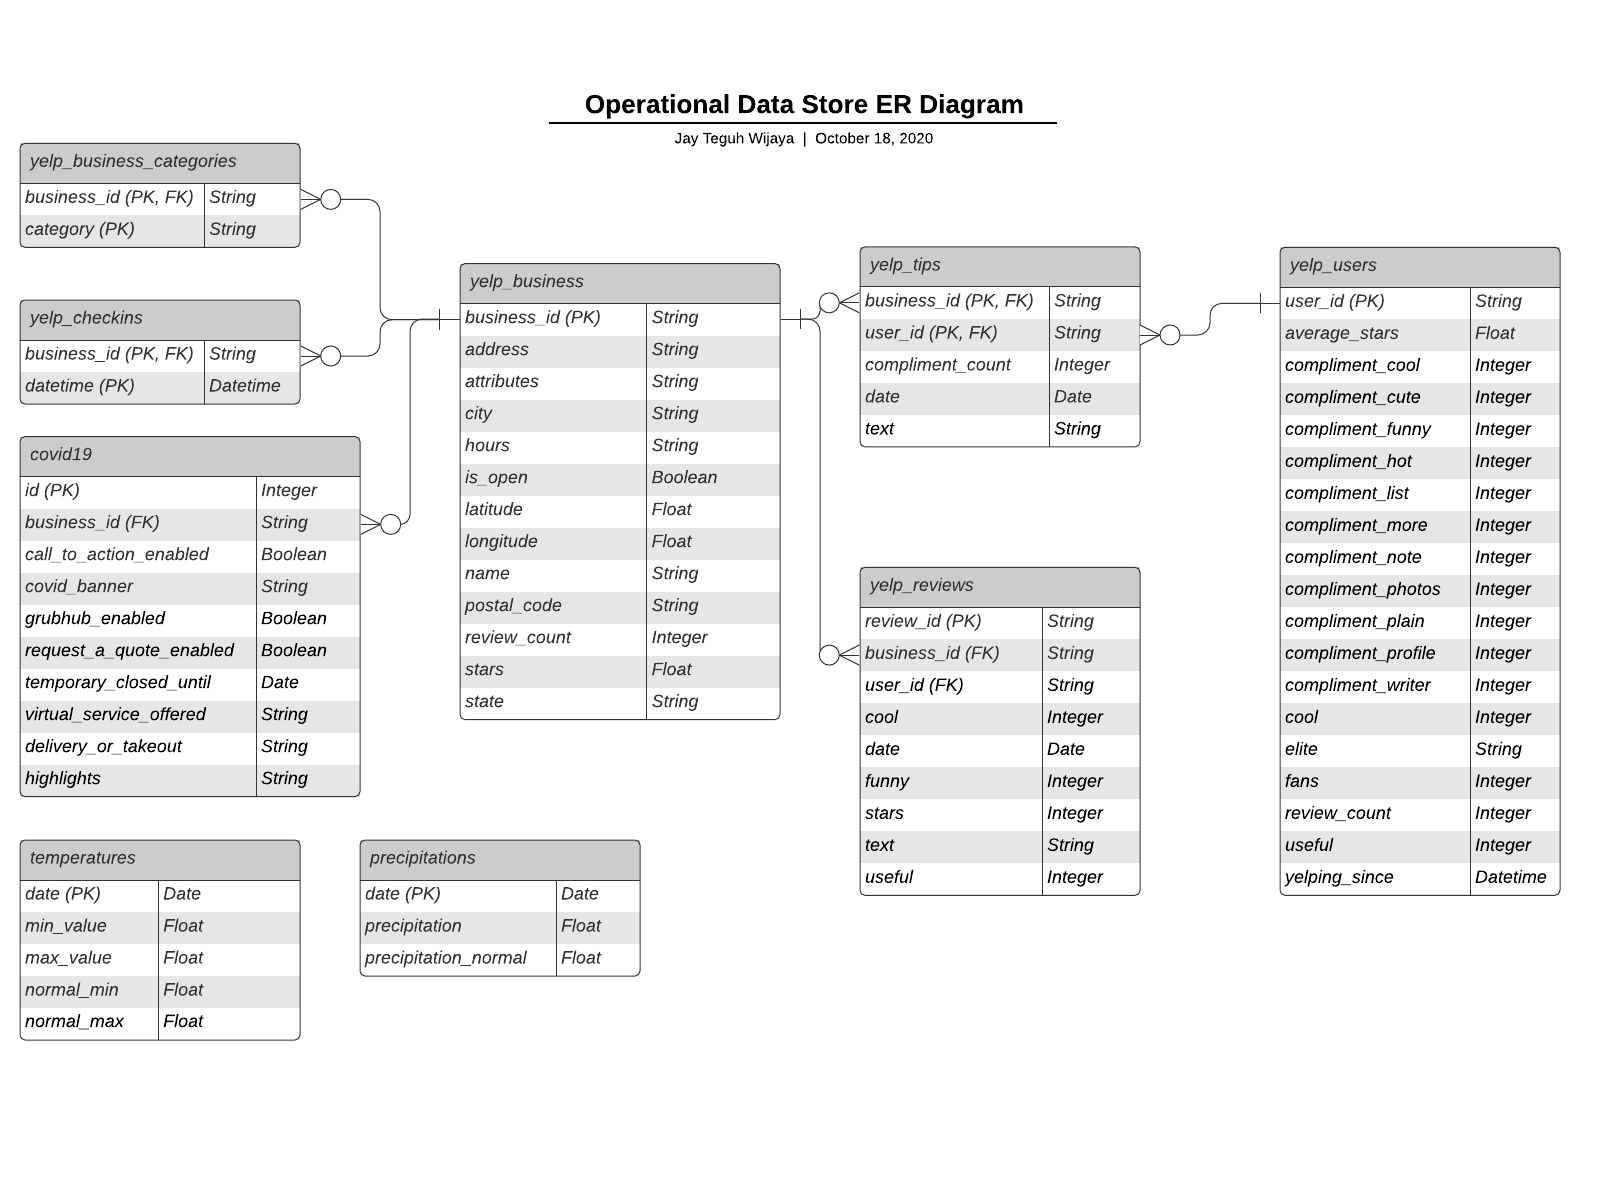 Operational Data Store ER Diagram
Jay Teguh Wijaya | October 18, 2020
yelp_business_categories
business_id (PK, FK) String
category (PK) String
yelp_checkins
business_id (PK, FK) String
datetime (PK) Datetime
covid19
id (PK) Integer
business_id (FK) String
call_to_action_enabled Boolean
covid_banner String
grubhub_enabled Boolean
request_a_quote_enabled Boolean
temporary_closed_until Date
virtual_service_offered String
delivery_or_takeout String
highlights String
temperatures
date (PK) Date
min_value Float
max_value Float
normal_min Float
normal_max Float
precipitations
date (PK) Date
precipitation Float
precipitation_normal Float
yelp_business
business_id (PK) String
address String
attributes String
city String
hours String
is_open Boolean
latitude Float
longitude Float
name String
postal_code String
review_count Integer
stars Float
state String
yelp_tips
business_id (PK, FK) String
user_id (PK, FK) String
compliment_count Integer
date Date
text String
yelp_reviews
review_id (PK) String
business_id (FK) String
user_id (FK) String
cool Integer
date Date
funny Integer
stars Integer
text String
useful Integer
yelp_users
user_id (PK) String
average_stars Float
compliment_cool Integer
compliment_cute Integer
compliment_funny Integer
compliment_hot Integer
compliment_list Integer
compliment_more Integer
compliment_note Integer
compliment_photos Integer
compliment_plain Integer
compliment_profile Integer
compliment_writer Integer
cool Integer
elite String
fans Integer
review_count Integer
useful Integer
yelping_since Datetime